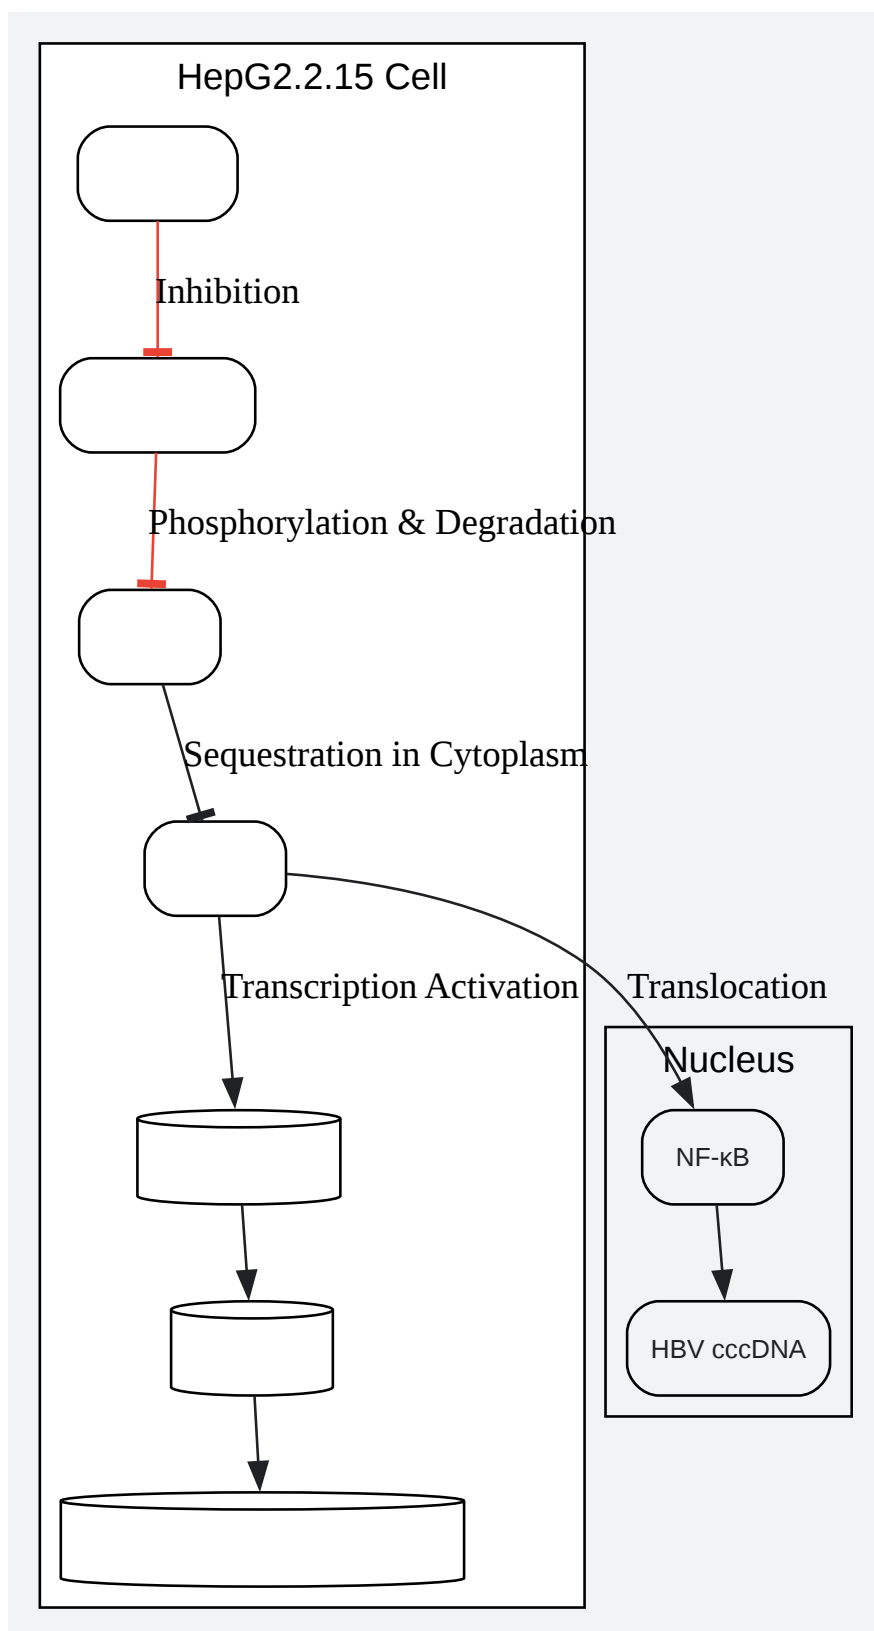 HepG2.2.15 Cell
Inhibition
Phosphorylation & Degradation
Sequestration in Cytoplasm
Transcription Activation
Translocation
Nucleus
NF-κB
HBV cccDNA